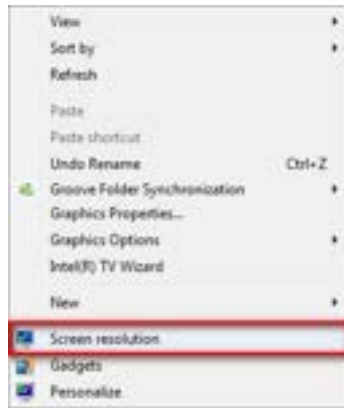 View
Sort by
Refresh
Paste
Paste shortcut
Undo Rename Ctrl+Z
Groove Folder Synchronization
Graphics Properties...
Graphics Options
Intel(R) TV Wizard
New
Screen resolution
Gadgets
Personalize